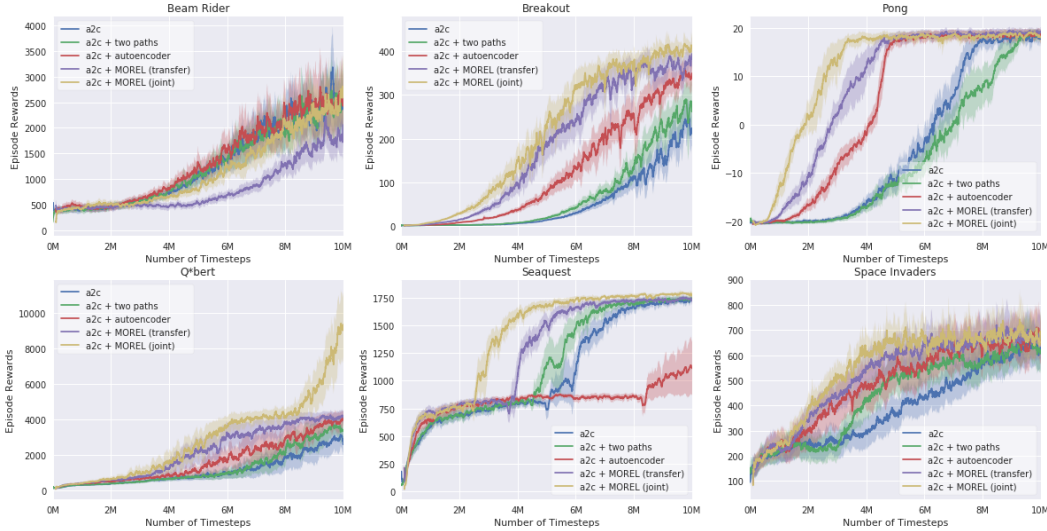 Beam Rider
Episode Rewards
4000
3500
3000
2500
2000
1500
1000
500
0
a2c
a2c + two paths
a2c + autoencoder
a2c + MOREL (transfer)
a2c + MOREL (joint)
0M 2M 4M 6M 8M 10M
Number of Timesteps
Breakout
Episode Rewards
400
300
200
100
0
a2c
a2c + two paths
a2c + autoencoder
a2c + MOREL (transfer)
a2c + MOREL (joint)
0M 2M 4M 6M 8M 10M
Number of Timesteps
Pong
Episode Rewards
20
10
0
−10
−20
a2c
a2c + two paths
a2c + autoencoder
a2c + MOREL (transfer)
a2c + MOREL (joint)
0M 2M 4M 6M 8M 10M
Number of Timesteps
Q*bert
Episode Rewards
10000
8000
6000
4000
2000
0
a2c
a2c + two paths
a2c + autoencoder
a2c + MOREL (transfer)
a2c + MOREL (joint)
0M 2M 4M 6M 8M 10M
Number of Timesteps
Seaquest
Episode Rewards
1750
1500
1250
1000
750
500
250
0
a2c
a2c + two paths
a2c + autoencoder
a2c + MOREL (transfer)
a2c + MOREL (joint)
0M 2M 4M 6M 8M 10M
Number of Timesteps
Space Invaders
Episode Rewards
900
800
700
600
500
400
300
200
100
a2c
a2c + two paths
a2c + autoencoder
a2c + MOREL (transfer)
a2c + MOREL (joint)
0M 2M 4M 6M 8M 10M
Number of Timesteps